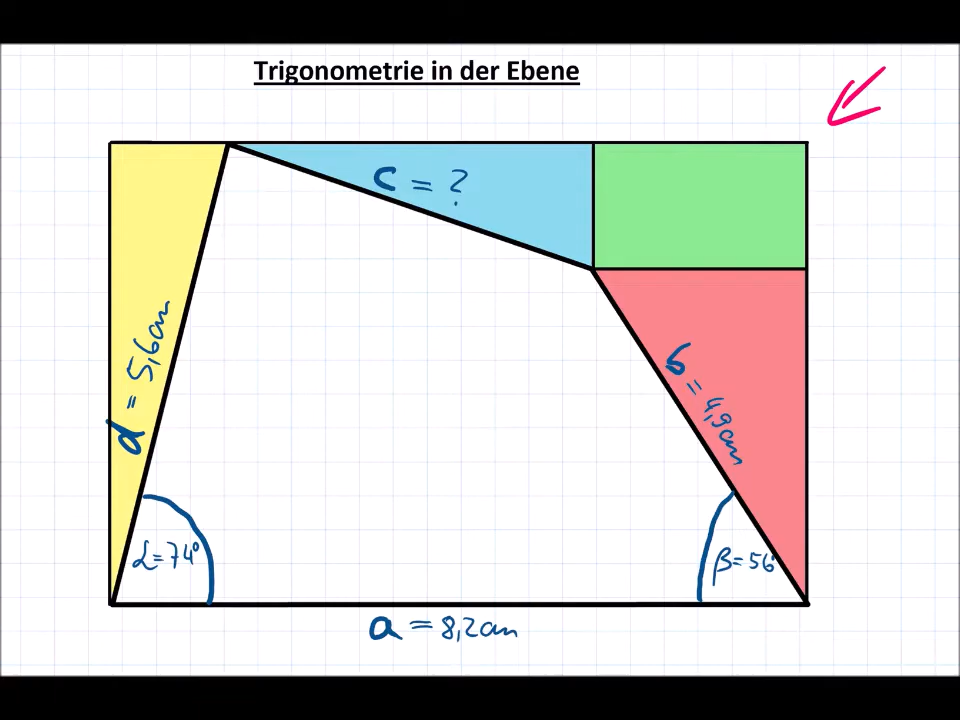 Trigonometrie in der Ebene
c = ?
d = 5,6cm
b = 4,9cm
α=74°
β=56°
a = 8,2cm